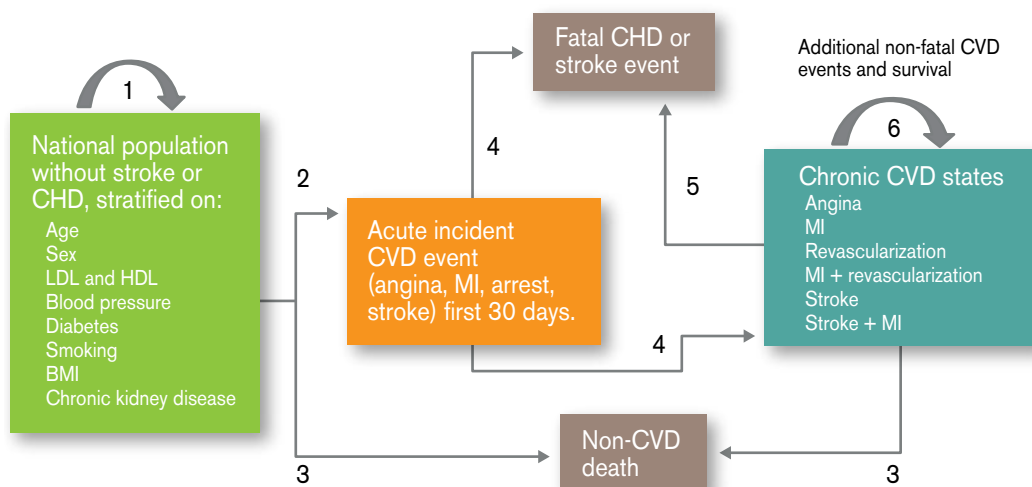 1
National population
without stroke or
CHD, stratified on:
Age
Sex
LDL and HDL
Blood pressure
Diabetes
Smoking
BMI
Chronic kidney disease
2
3
Acute incident
CVD event
(angina, MI, arrest,
stroke) first 30 days.
4
4
Fatal CHD or
stroke event
5
Additional non-fatal CVD
events and survival
6
Chronic CVD states
Angina
MI
Revascularization
MI + revascularization
Stroke
Stroke + MI
Non-CVD
death
3